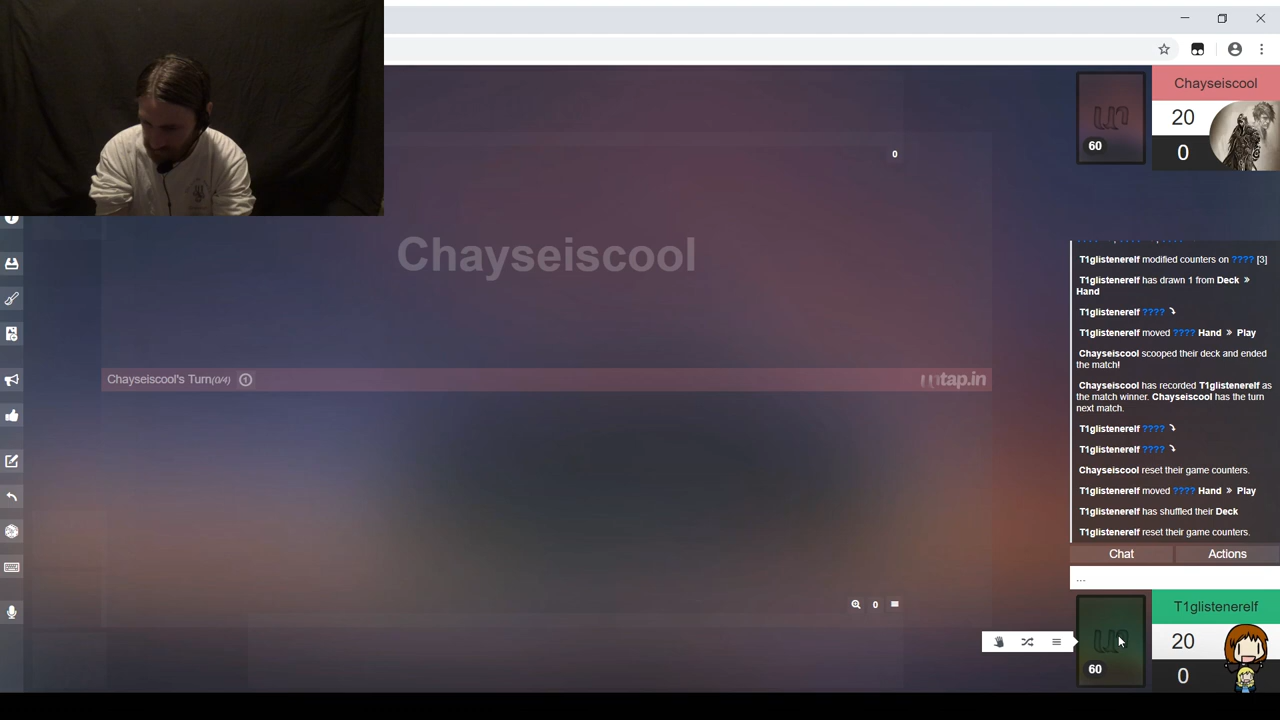 Chayseiscool
20
60
0
0
Chayseiscool
T1glistenerelf modified counters on ???? [3]
T1glistenerelf has drawn 1 from Deck »
Hand
T1glistenerelf ????
T1glistenerelf moved ???? Hand » Play
Chayseiscool scooped their deck and ended
the match!
Chayseiscool's Turn(0/4) 1
untap.in
Chayseiscool has recorded T1glistenerelf as
the match winner. Chayseiscool has the turn
next match.
T1glistenerelf ????
T1glistenerelf ????
Chayseiscool reset their game counters.
T1glistenerelf moved ???? Hand » Play
T1glistenerelf has shuffled their Deck
T1glistenerelf reset their game counters.
Chat Actions
...
0
T1glistenerelf
20
60
0